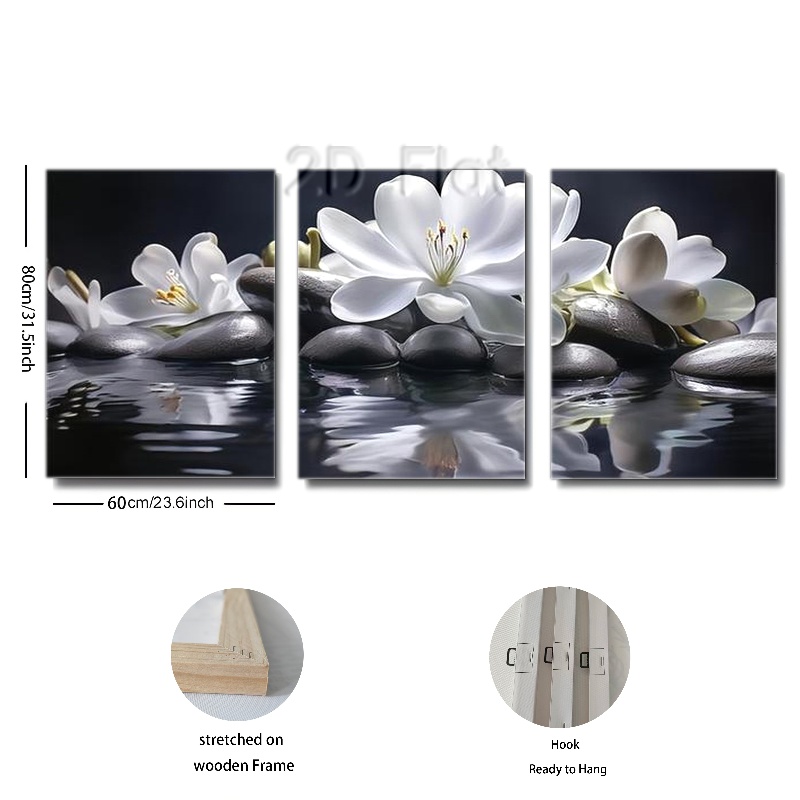 2D Flat
80cm/31.5inch
60cm/23.6inch
stretched on
wooden Frame
Hook
Ready to Hang